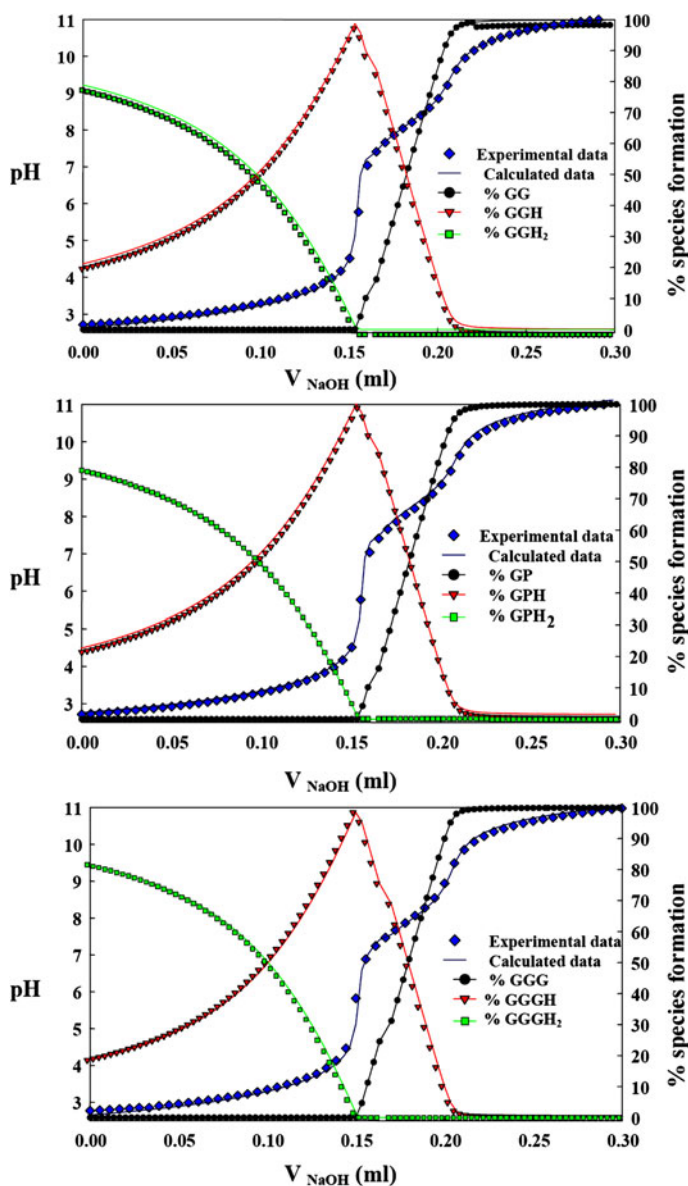 11
10
9
8
7
6
5
4
3
pH
100
90
80
70
60
50
40
30
20
10
0
% species formation
Experimental data
Calculated data
% GG
% GGH
% GGH₂
0.00 0.05 0.10 0.15 0.20 0.25 0.30
V NaOH (ml)
11
10
9
8
7
6
5
4
3
pH
100
90
80
70
60
50
40
30
20
10
0
% species formation
Experimental data
Calculated data
% GP
% GPH
% GPH₂
0.00 0.05 0.10 0.15 0.20 0.25 0.30
V NaOH (ml)
11
10
9
8
7
6
5
4
3
pH
100
90
80
70
60
50
40
30
20
10
0
% species formation
Experimental data
Calculated data
% GGG
% GGGH
% GGGH₂
0.00 0.05 0.10 0.15 0.20 0.25 0.30
V NaOH (ml)